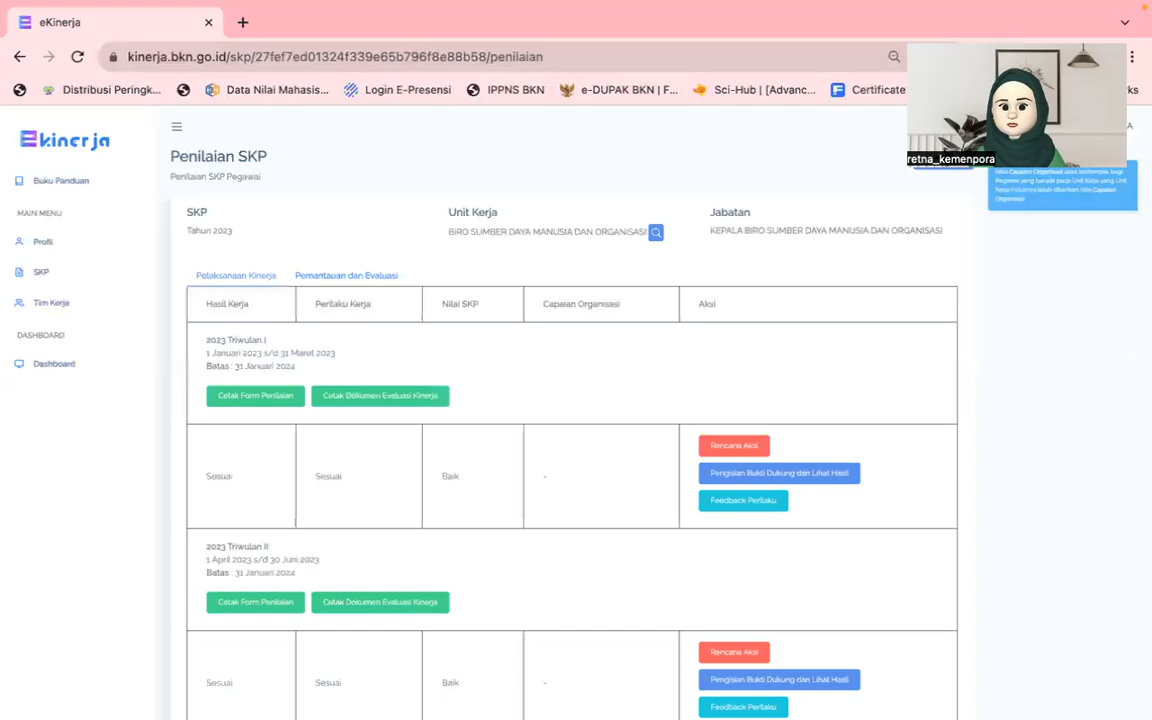 eKinerja
kinerja.bkn.go.id/skp/27fef7ed01324f339e65b796f8e88b58/penilaian
Distribusi Peringk...
Data Nilai Mahasis...
Login E-Presensi
IPPNS BKN
e-DUPAK BKN | F...
Sci-Hub | [Advanc...
Certificate
rks
retna_kemenpora
Ekinerja
Buku Panduan
MAIN MENU
Profil
SKP
Tim Kerja
DASHBOARD
Dashboard
Penilaian SKP
Penilaian SKP Pegawai
Nilai Capaian Organisasi
SKP
Tahun 2023
Unit Kerja
BIRO SUMBER DAYA MANUSIA DAN ORGANISASI
Jabatan
KEPALA BIRO SUMBER DAYA MANUSIA DAN ORGANISASI
Pelaksanaan Kinerja
Pemantauan dan Evaluasi
Hasil Kerja
Perilaku Kerja
Nilai SKP
Capaian Organisasi
Aksi
2023 Triwulan I
1 Januari 2023 s/d 31 Maret 2023
Batas : 31 Januari 2024
Cetak Form Penilaian
Cetak Dokumen Evaluasi Kinerja
Sesuai
Sesuai
Baik
-
Rencana Aksi
Pengisian Bukti Dukung dan Lihat Hasil
Feedback Perilaku
2023 Triwulan II
1 April 2023 s/d 30 Juni 2023
Batas : 31 Januari 2024
Cetak Form Penilaian
Cetak Dokumen Evaluasi Kinerja
Sesuai
Sesuai
Baik
-
Rencana Aksi
Pengisian Bukti Dukung dan Lihat Hasil
Feedback Perilaku